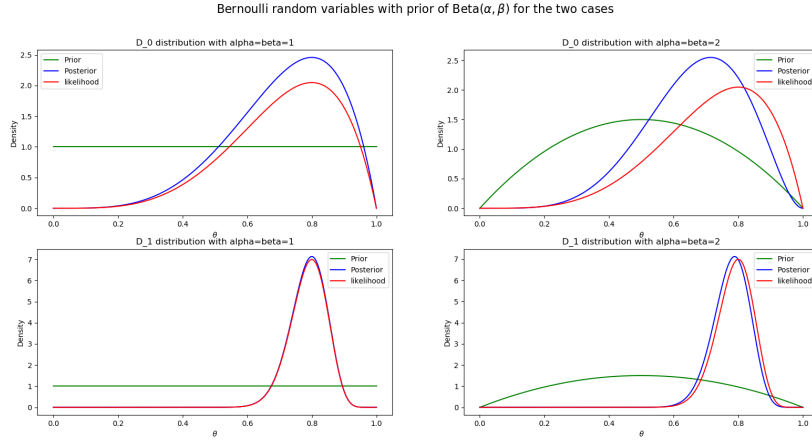 Bernoulli random variables with prior of Beta(α, β) for the two cases
D_0 distribution with alpha=beta=1
Prior
Posterior
likelihood
Density
2.5
2.0
1.5
1.0
0.5
0.0
0.0 0.2 0.4 0.6 0.8 1.0
θ
D_0 distribution with alpha=beta=2
Prior
Posterior
likelihood
Density
2.5
2.0
1.5
1.0
0.5
0.0
0.0 0.2 0.4 0.6 0.8 1.0
θ
D_1 distribution with alpha=beta=1
Prior
Posterior
likelihood
Density
7
6
5
4
3
2
1
0
0.0 0.2 0.4 0.6 0.8 1.0
θ
D_1 distribution with alpha=beta=2
Prior
Posterior
likelihood
Density
7
6
5
4
3
2
1
0
0.0 0.2 0.4 0.6 0.8 1.0
θ